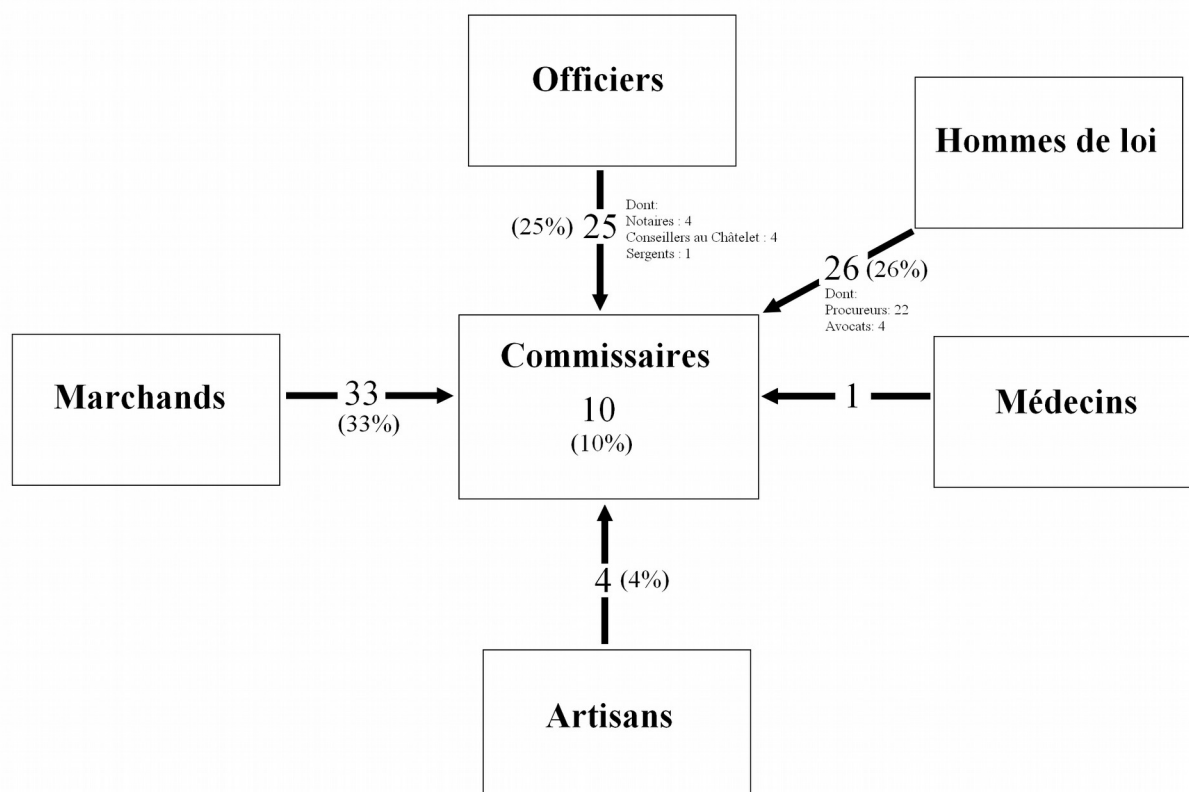 Officiers
Hommes de loi
(25%) 25
Dont:
Notaires : 4
Conseillers au Châtelet : 4
Sergents : 1
26 (26%)
Dont:
Procureurs: 22
Avocats: 4
Marchands
33
(33%)
Commissaires
10
(10%)
1
Médecins
4 (4%)
Artisans